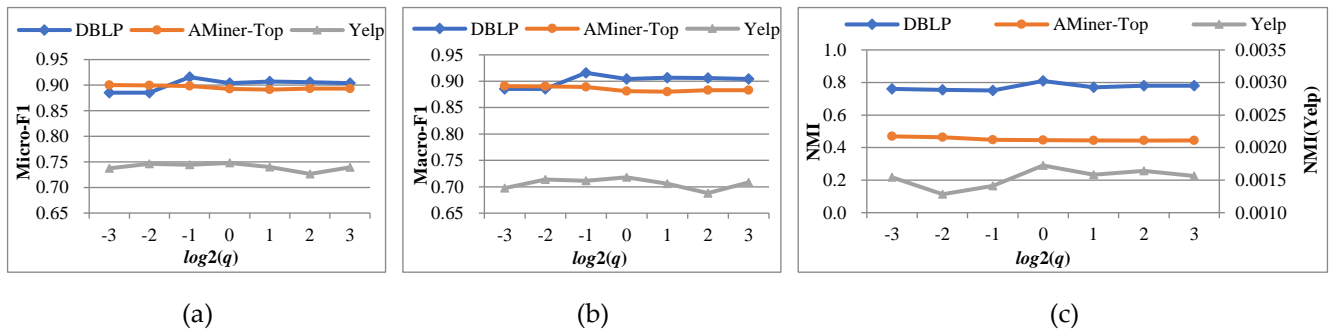 DBLP AMiner-Top Yelp
0.95
0.90
0.85
0.80
0.75
0.70
0.65
Micro-F1
-3 -2 -1 0 1 2 3
log2(q)
(a)
DBLP AMiner-Top Yelp
0.95
0.90
0.85
0.80
0.75
0.70
0.65
Macro-F1
-3 -2 -1 0 1 2 3
log2(q)
(b)
DBLP AMiner-Top Yelp
1.0
0.8
0.6
0.4
0.2
0.0
NMI
0.0035
0.0030
0.0025
0.0020
0.0015
0.0010
NMI(Yelp)
-3 -2 -1 0 1 2 3
log2(q)
(c)